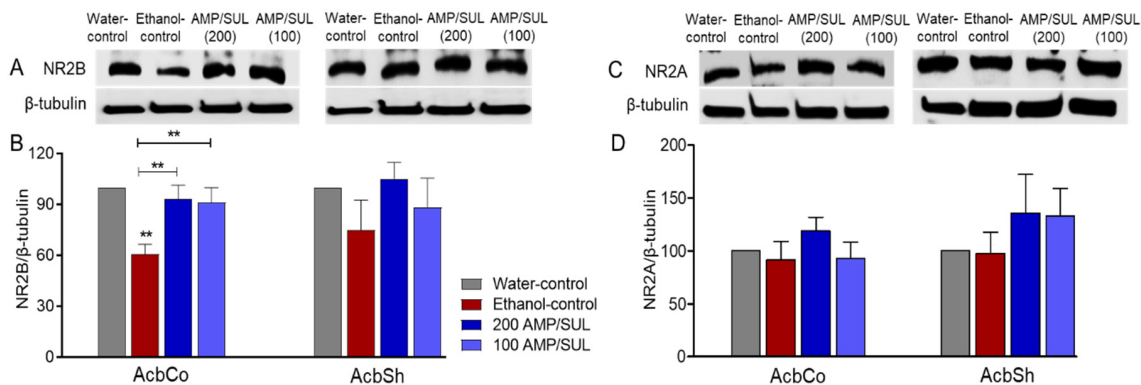 Water-control Ethanol-control AMP/SUL (200) AMP/SUL (100)
Water-control Ethanol-control AMP/SUL (200) AMP/SUL (100)
A
NR2B
β-tubulin
B
**
**
**
NR2B/β-tubulin
120
90
60
30
0
AcbCo AcbSh
Water-control
Ethanol-control
200 AMP/SUL
100 AMP/SUL
Water-control Ethanol-control AMP/SUL (200) AMP/SUL (100)
Water-control Ethanol-control AMP/SUL (200) AMP/SUL (100)
C
NR2A
β-tubulin
D
NR2A/β-tubulin
200
150
100
50
0
AcbCo AcbSh